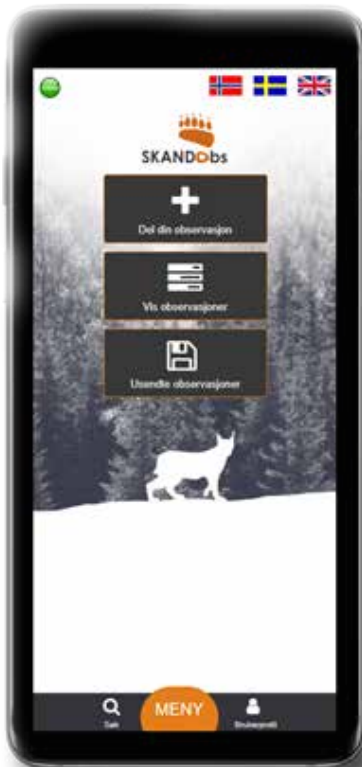 SKANDObs
Del din observasjon
Vis observasjoner
Usendte observasjoner
Søk
MENY
Brukerprofil